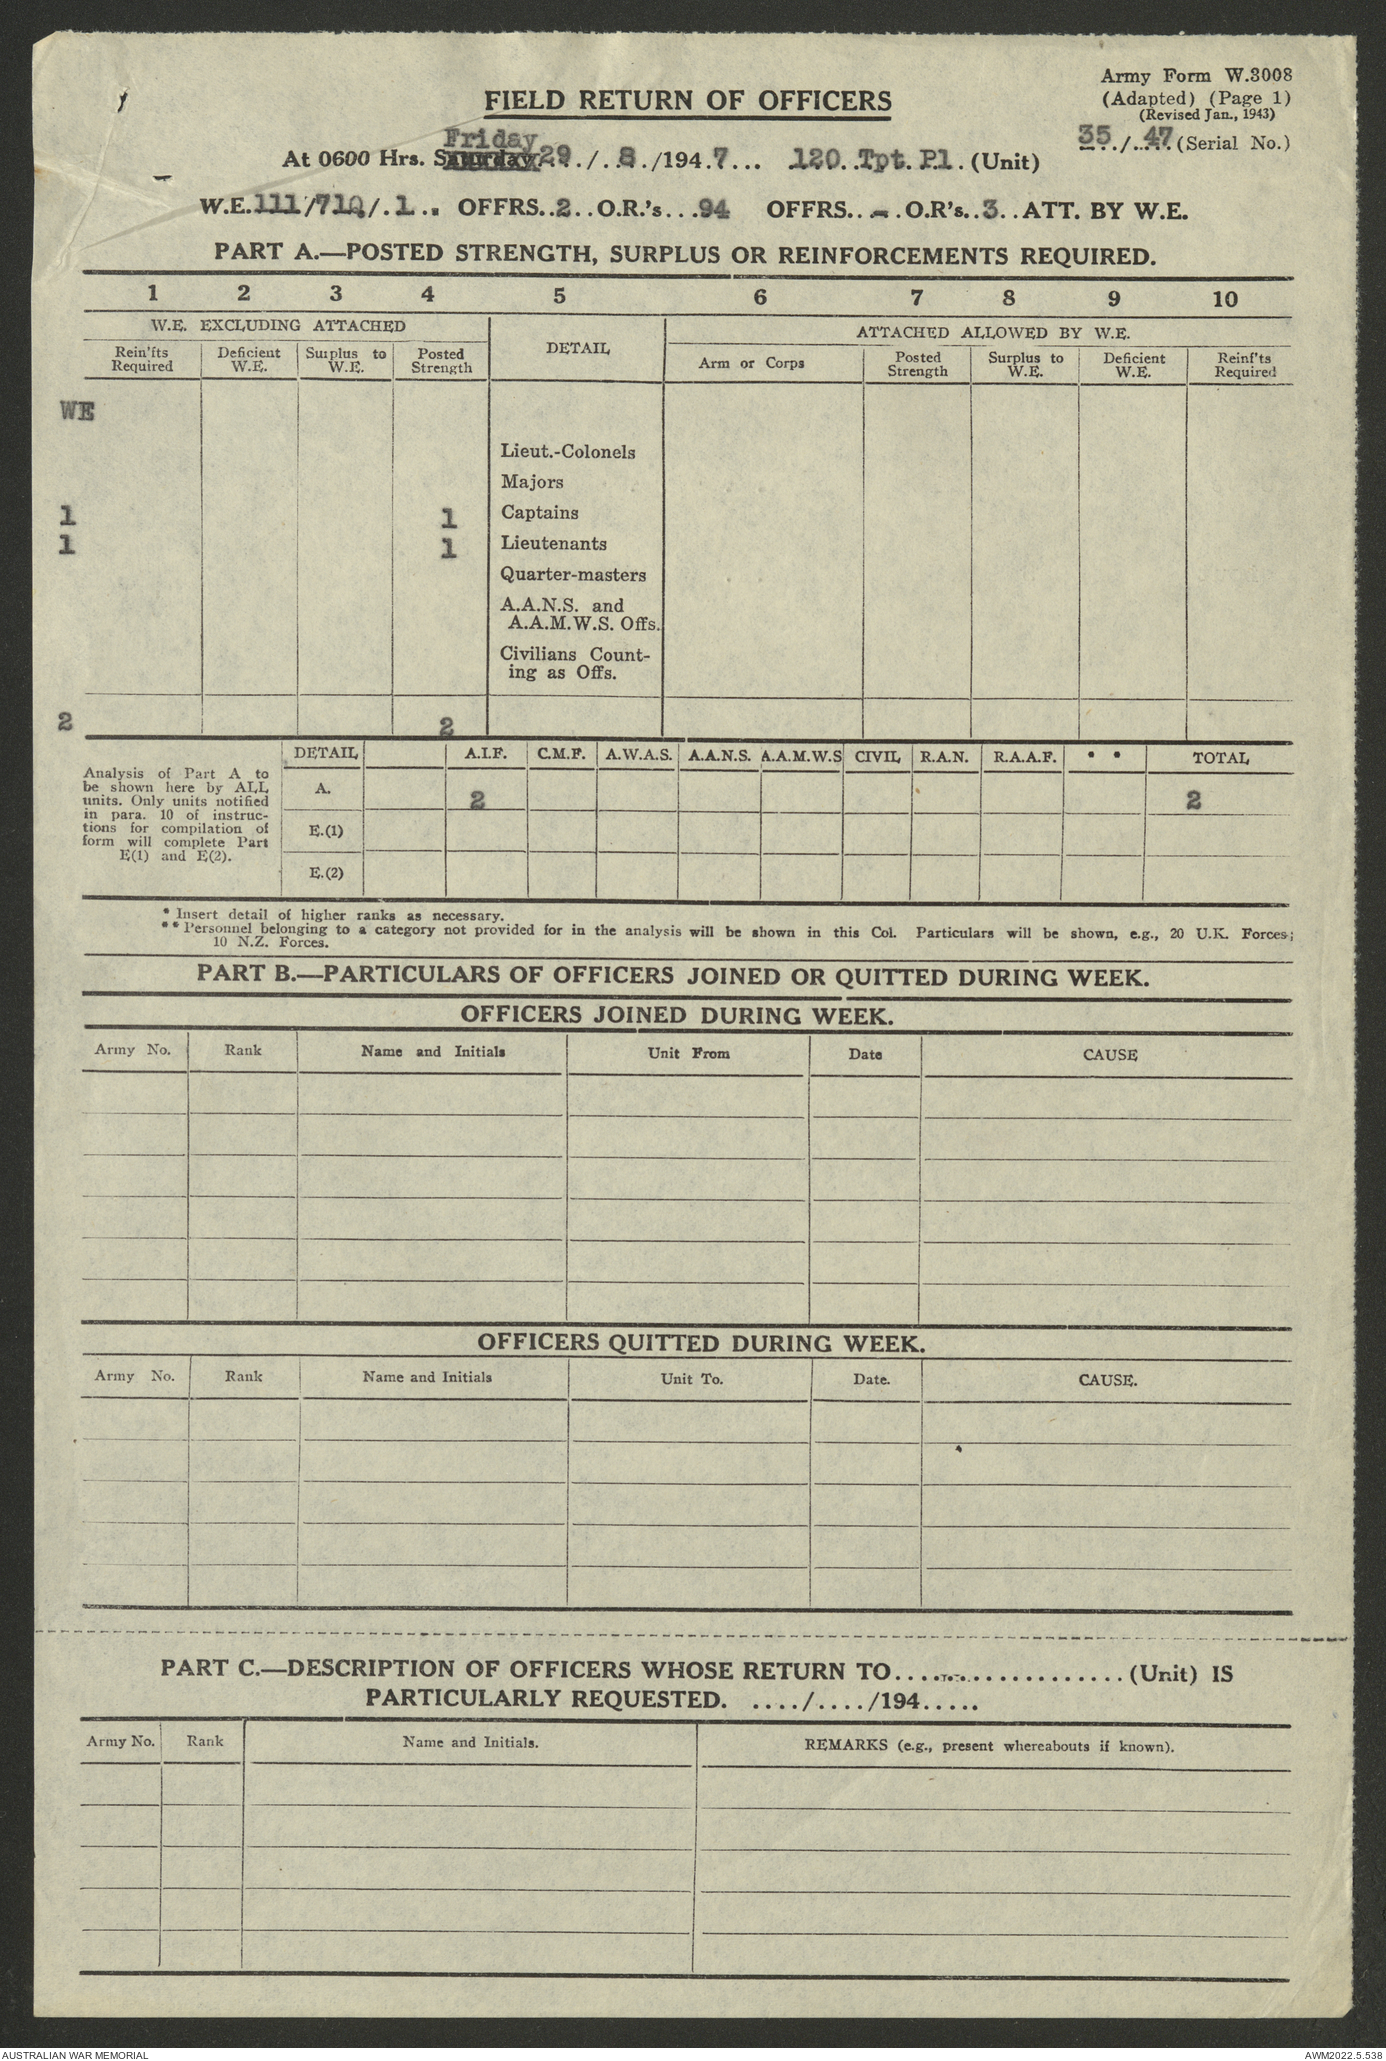 Army Form W.3008
FIELD RETURN OF OFFICERS
(Adapted) (Page 1)
(Revised Jan., 1943)
Friday
35 / 47 (Serial No.)
At 0600 Hrs. Saturday 29 / 8 /194 7 ... 120 Tpt. Pl. (Unit)
W.E. 111/71Q/ 1 .. OFFRS. 2 O.R.'s 94 OFFRS. - O.R's. 3 ATT. BY W.E.
PART A.—POSTED STRENGTH, SURPLUS OR REINFORCEMENTS REQUIRED.
1 2 3 4 5 6 7 8 9 10
W.E. EXCLUDING ATTACHED DETAIL ATTACHED ALLOWED BY W.E.
Rein'fts Required Deficient W.E. Surplus to W.E. Posted Strength Arm or Corps Posted Strength Surplus to W.E. Deficient W.E. Reinf'ts Required
WE
Lieut.-Colonels
Majors
1 1 Captains
1 1 Lieutenants
Quarter-masters
A.A.N.S. and
A.A.M.W.S. Offs.
Civilians Count-
ing as Offs.
2 2
DETAIL A.I.F. C.M.F. A.W.A.S. A.A.N.S. A.A.M.W.S CIVIL R.A.N. R.A.A.F. * * TOTAL
Analysis of Part A to
be shown here by ALL
units. Only units notified
in para. 10 of instruc-
tions for compilation of
form will complete Part
E(1) and E(2).
A. 2 2
E.(1)
E.(2)
* Insert detail of higher ranks as necessary.
** Personnel belonging to a category not provided for in the analysis will be shown in this Col. Particulars will be shown, e.g., 20 U.K. Forces;
10 N.Z. Forces.
PART B.—PARTICULARS OF OFFICERS JOINED OR QUITTED DURING WEEK.
OFFICERS JOINED DURING WEEK.
Army No. Rank Name and Initials Unit From Date CAUSE
OFFICERS QUITTED DURING WEEK.
Army No. Rank Name and Initials Unit To. Date. CAUSE.
PART C.—DESCRIPTION OF OFFICERS WHOSE RETURN TO.....................(Unit) IS
PARTICULARLY REQUESTED. ..../..../194.....
Army No. Rank Name and Initials. REMARKS (e.g., present whereabouts if known).
AUSTRALIAN WAR MEMORIAL AWM2022.5.538